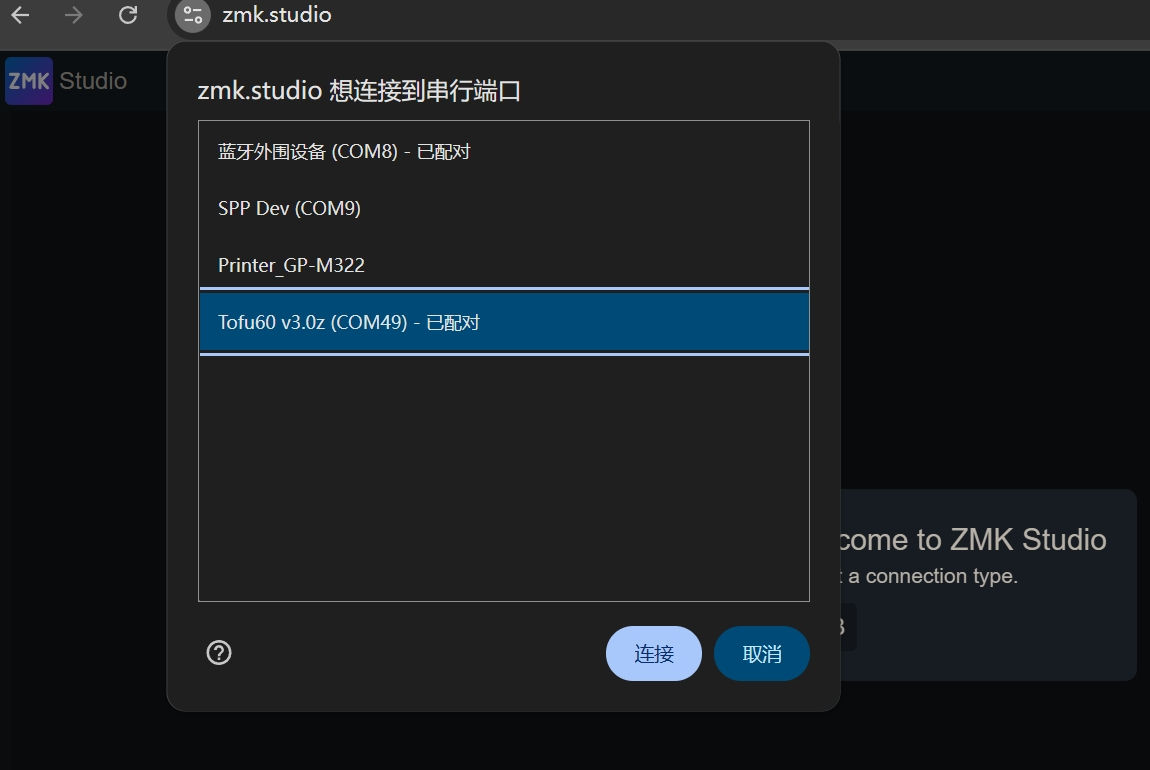 zmk.studio
ZMK Studio
zmk.studio 想连接到串行端口
蓝牙外围设备 (COM8) - 已配对
SPP Dev (COM9)
Printer_GP-M322
Tofu60 v3.0z (COM49) - 已配对
come to ZMK Studio
a connection type.
连接 取消